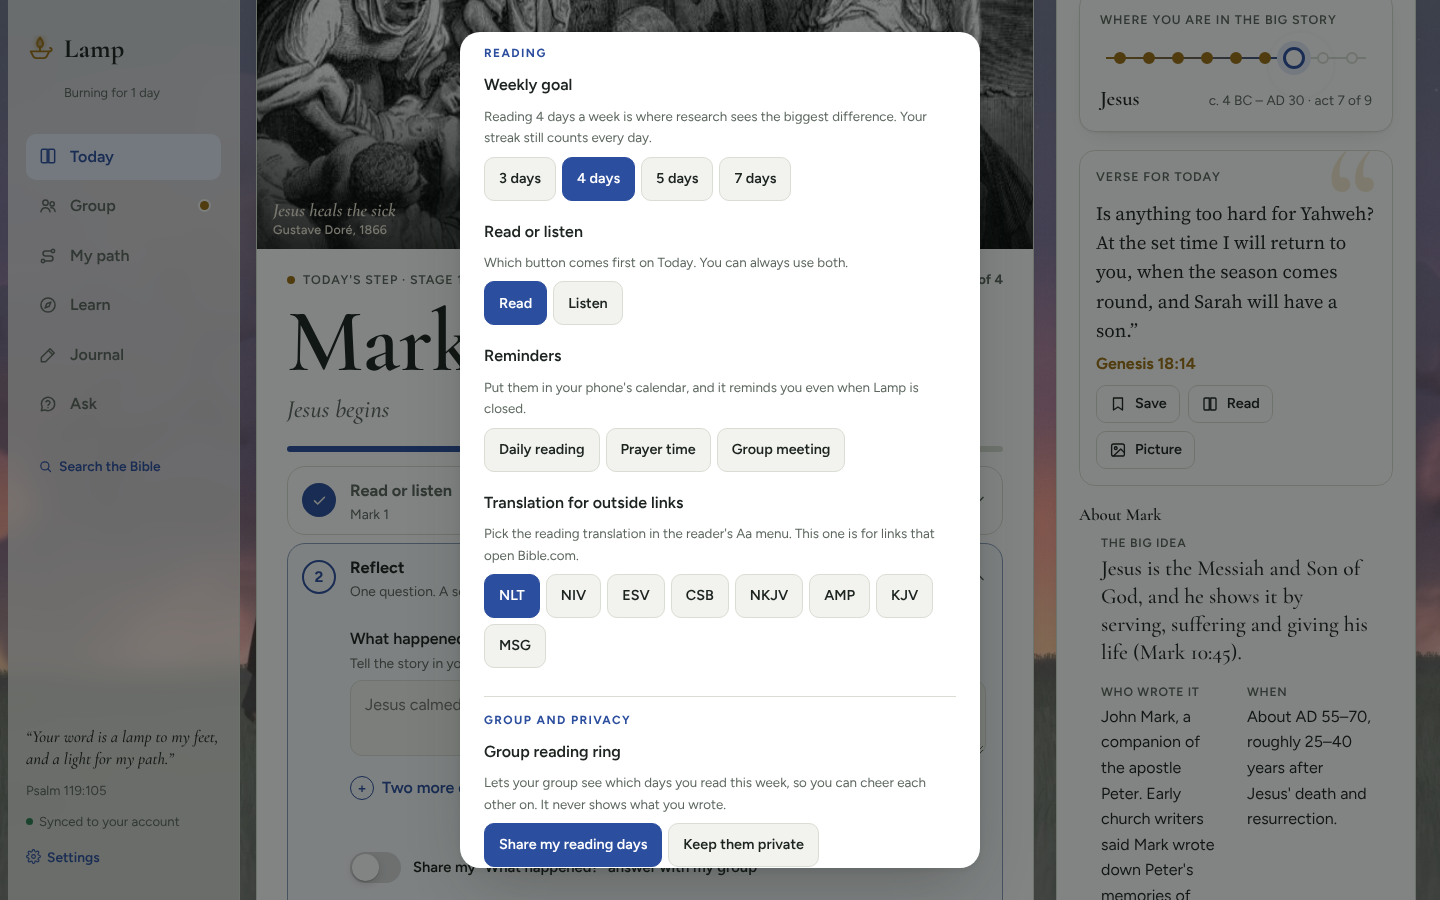 Lamp
Burning for 1 day
Today
Group
My path
Learn
Journal
Ask
Search the Bible
“Your word is a lamp to my feet,
and a light for my path.”
Psalm 119:105
Synced to your account
Settings
Jesus heals the sick
Gustave Doré, 1866
TODAY'S STEP · STAGE 1
of 4
Mark
Jesus begins
Read or listen
Mark 1
2
Reflect
One question. A
What happened
Tell the story in
Jesus calmed
+ Two more
Share my "What happened?" answer with my group
READING
Weekly goal
Reading 4 days a week is where research sees the biggest difference. Your
streak still counts every day.
3 days
4 days
5 days
7 days
Read or listen
Which button comes first on Today. You can always use both.
Read
Listen
Reminders
Put them in your phone's calendar, and it reminds you even when Lamp is
closed.
Daily reading
Prayer time
Group meeting
Translation for outside links
Pick the reading translation in the reader's Aa menu. This one is for links that
open Bible.com.
NLT
NIV
ESV
CSB
NKJV
AMP
KJV
MSG
GROUP AND PRIVACY
Group reading ring
Lets your group see which days you read this week, so you can cheer each
other on. It never shows what you wrote.
Share my reading days
Keep them private
WHERE YOU ARE IN THE BIG STORY
Jesus
c. 4 BC – AD 30 · act 7 of 9
VERSE FOR TODAY
“
Is anything too hard for Yahweh?
At the set time I will return to
you, when the season comes
round, and Sarah will have a
son.”
Genesis 18:14
Save
Read
Picture
About Mark
THE BIG IDEA
Jesus is the Messiah and Son of
God, and he shows it by
serving, suffering and giving his
life (Mark 10:45).
WHO WROTE IT
John Mark, a
companion of
the apostle
Peter. Early
church writers
said Mark wrote
down Peter's
memories of
WHEN
About AD 55–70,
roughly 25–40
years after
Jesus' death and
resurrection.